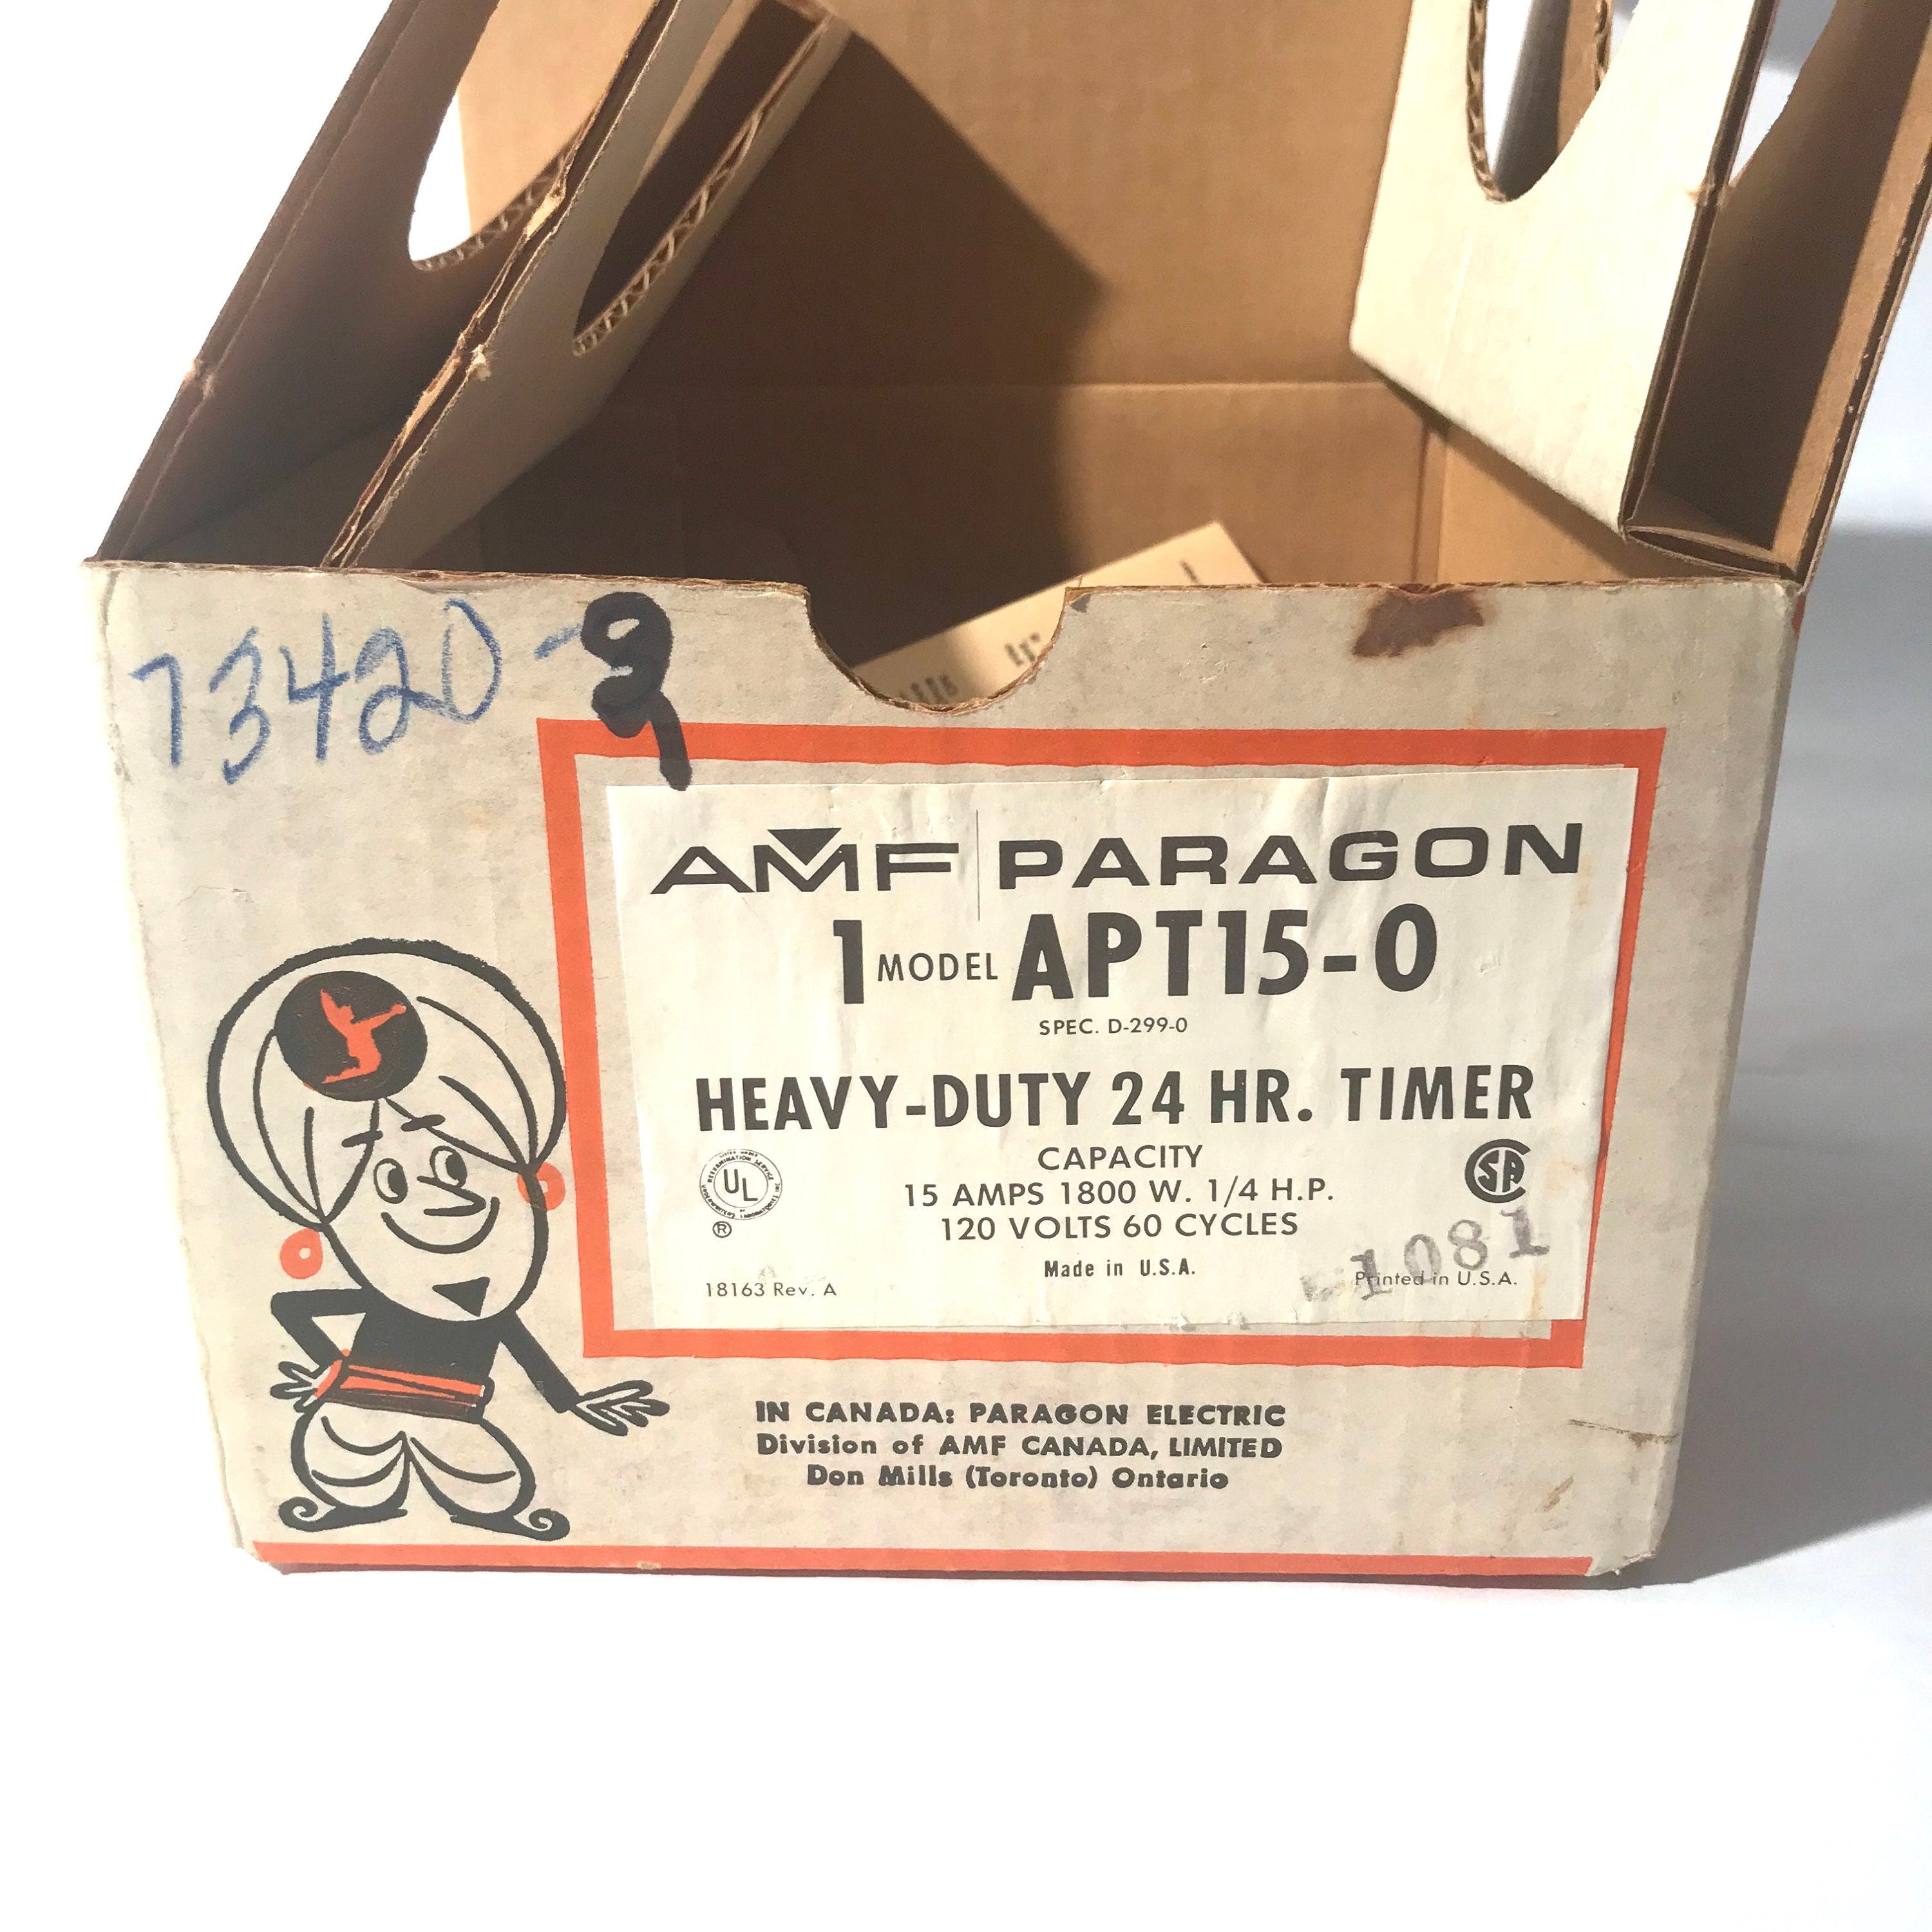 73420-9
AMF PARAGON
1 MODEL APT15-0
SPEC. D-299-0
HEAVY-DUTY 24 HR. TIMER
CAPACITY
15 AMPS 1800 W. 1/4 H.P.
120 VOLTS 60 CYCLES
UL
®
SA
Made in U.S.A.
1081
18163 Rev. A
Printed in U.S.A.
IN CANADA: PARAGON ELECTRIC
Division of AMF CANADA, LIMITED
Don Mills (Toronto) Ontario